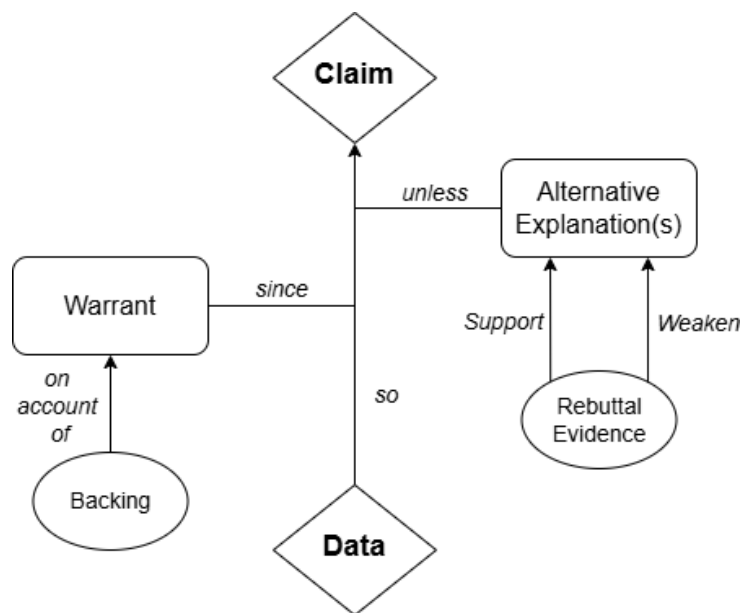 Claim
unless
Alternative
Explanation(s)
Warrant
since
Support
Weaken
on
account
of
so
Rebuttal
Evidence
Backing
Data